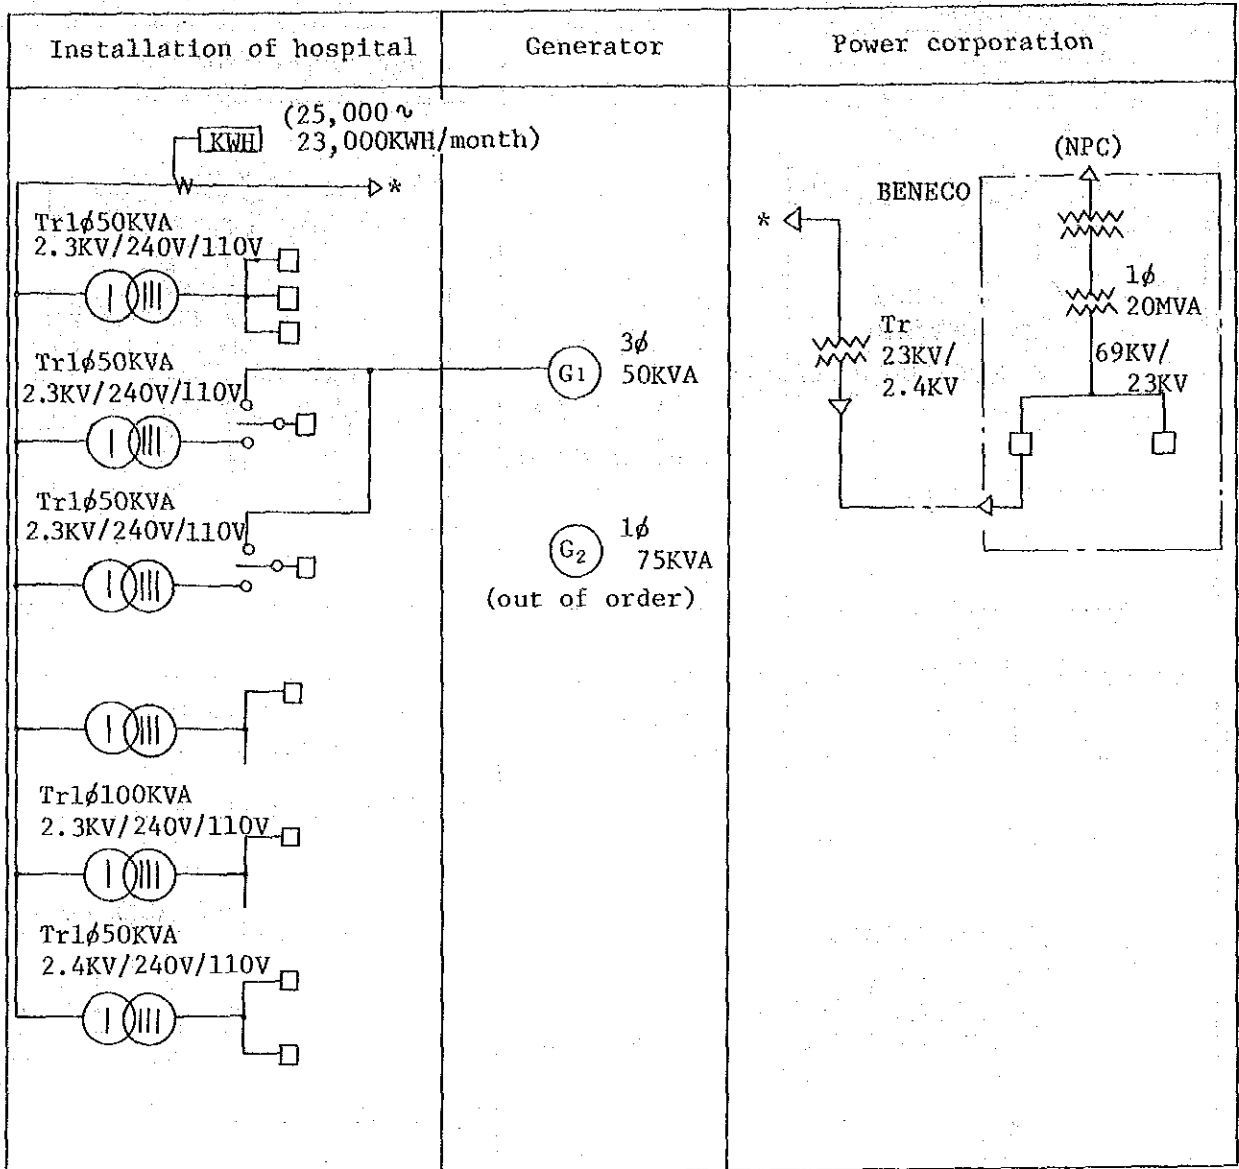 Installation of hospital
Generator
Power corporation
(25,000~
KWH 23,000KWH/month)
*
Tr1φ50KVA
2.3KV/240V/110V
Tr1φ50KVA
2.3KV/240V/110V
Tr1φ50KVA
2.3KV/240V/110V
Tr1φ100KVA
2.3KV/240V/110V
Tr1φ50KVA
2.4KV/240V/110V
G1
3φ
50KVA
G2
1φ
75KVA
(out of order)
(NPC)
BENECO
*
1φ
20MVA
Tr
23KV/
2.4KV
69KV/
23KV